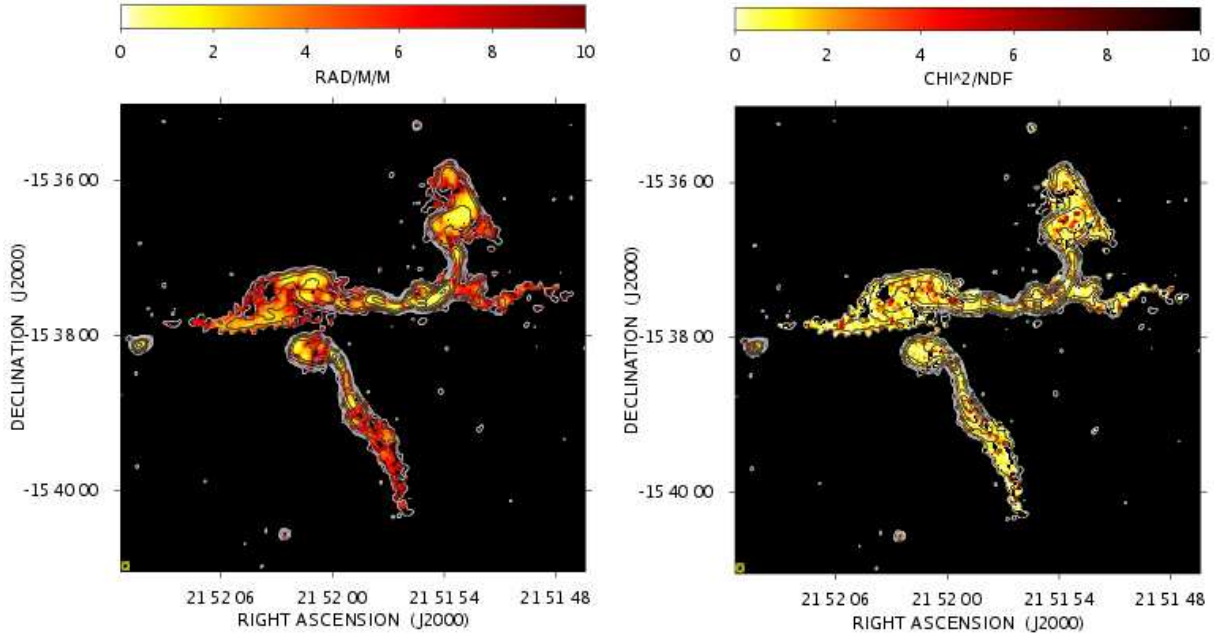 0 2 4 6 8 10
RAD/M/M
-15 36 00
-15 38 00
-15 40 00
DECLINATION (J2000)
21 52 06 21 52 00 21 51 54 21 51 48
RIGHT ASCENSION (J2000)
0 2 4 6 8 10
CHI^2/NDF
-15 36 00
-15 38 00
-15 40 00
DECLINATION (J2000)
21 52 06 21 52 00 21 51 54 21 51 48
RIGHT ASCENSION (J2000)